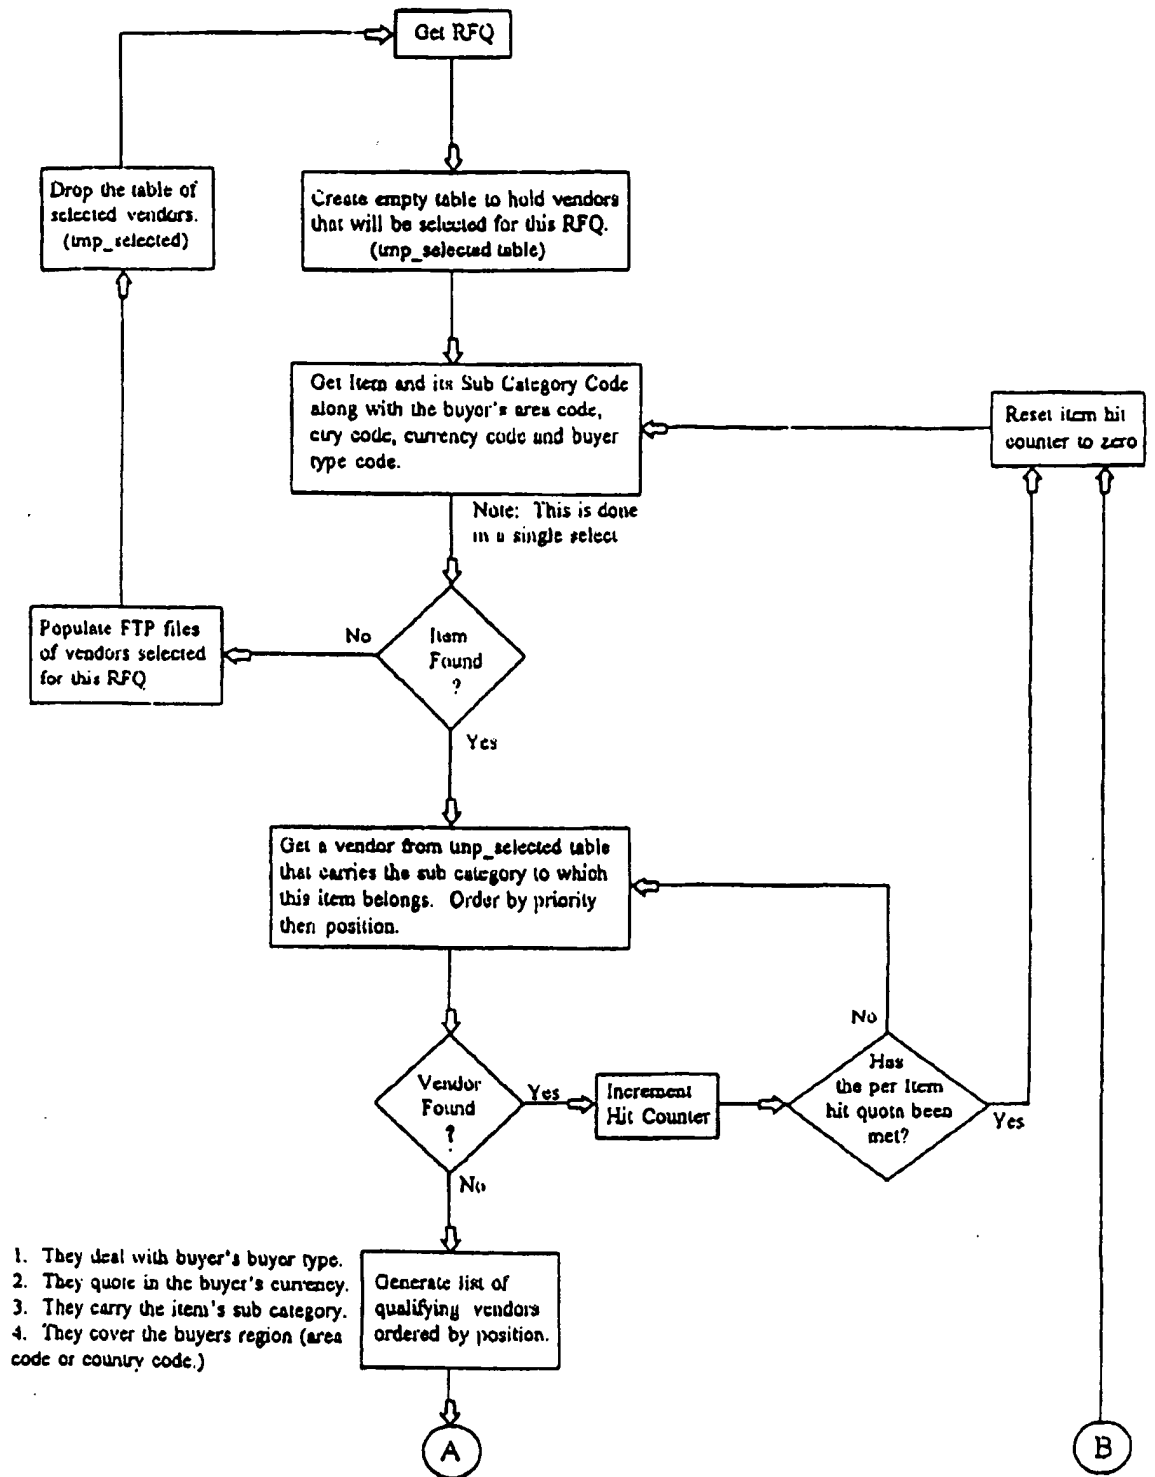 Get RFQ
Drop the table of
selected vendors.
(tmp_selected)
Create empty table to hold vendors
that will be selected for this RFQ.
(tmp_selected table)
Get Item and its Sub Category Code
along with the buyer's area code,
ctry code, currency code and buyer
type code.
Reset item hit
counter to zero
Note: This is done
in a single select
Populate FTP files
of vendors selected
for this RFQ
No
Item
Found
?
Yes
Get a vendor from tmp_selected table
that carries the sub category to which
this item belongs. Order by priority
then position.
No
Vendor
Found
?
Yes
Increment
Hit Counter
Has
the per Item
hit quota been
met?
Yes
No
1. They deal with buyer's buyer type.
2. They quote in the buyer's currency.
3. They carry the item's sub category.
4. They cover the buyers region (area
code or country code.)
Generate list of
qualifying vendors
ordered by position.
A
B